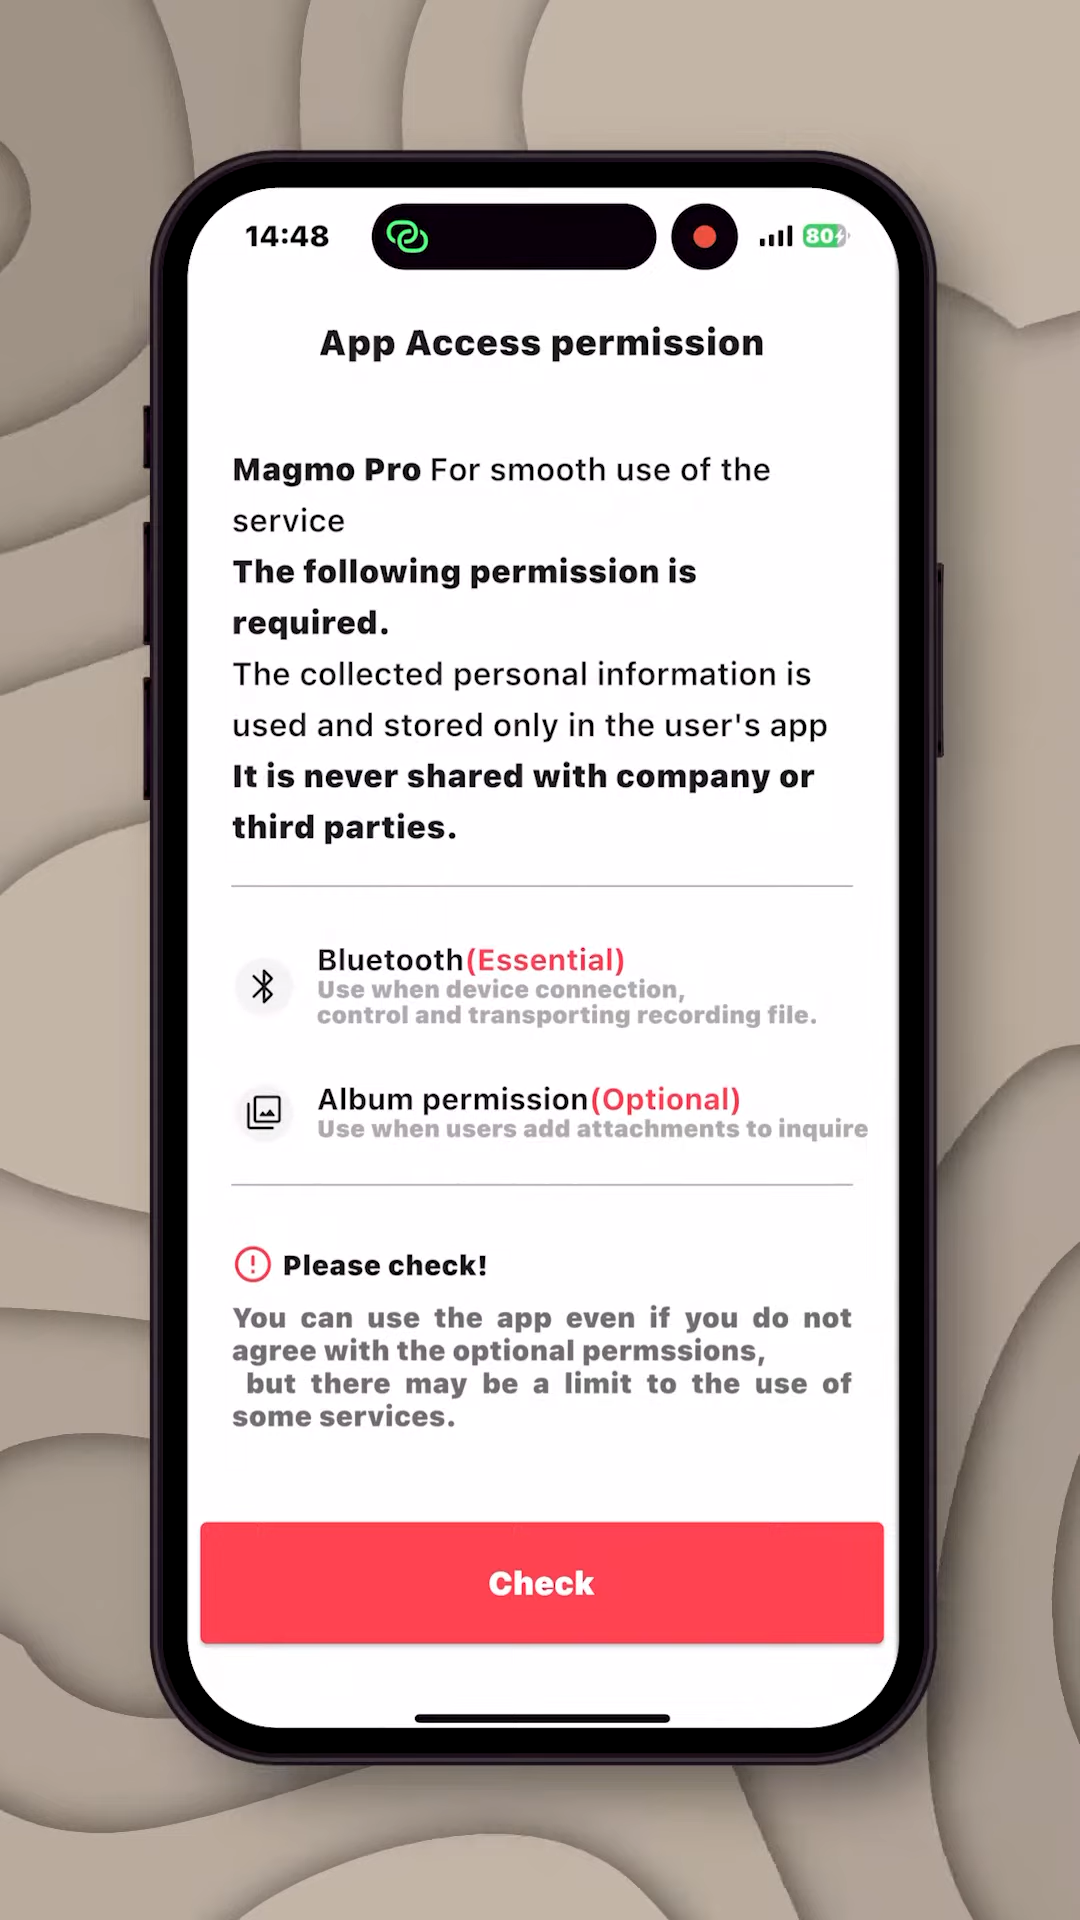 14:48
80
App Access permission
Magmo Pro For smooth use of the
service
The following permission is
required.
The collected personal information is
used and stored only in the user's app
It is never shared with company or
third parties.
Bluetooth(Essential)
Use when device connection,
control and transporting recording file.
Album permission(Optional)
Use when users add attachments to inquire
Please check!
You can use the app even if you do not
agree with the optional permssions,
but there may be a limit to the use of
some services.
Check